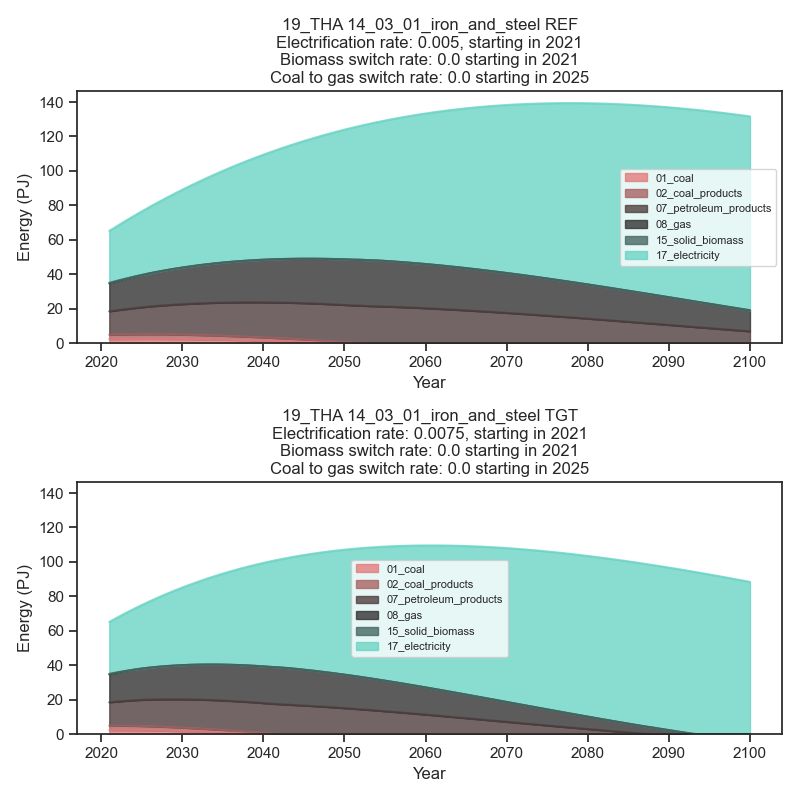 19_THA 14_03_01_iron_and_steel REF
Electrification rate: 0.005, starting in 2021
Biomass switch rate: 0.0 starting in 2021
Coal to gas switch rate: 0.0 starting in 2025
140
120
100
80
60
40
20
0
Energy (PJ)
01_coal
02_coal_products
07_petroleum_products
08_gas
15_solid_biomass
17_electricity
2020 2030 2040 2050 2060 2070 2080 2090 2100
Year
19_THA 14_03_01_iron_and_steel TGT
Electrification rate: 0.0075, starting in 2021
Biomass switch rate: 0.0 starting in 2021
Coal to gas switch rate: 0.0 starting in 2025
140
120
100
80
60
40
20
0
Energy (PJ)
01_coal
02_coal_products
07_petroleum_products
08_gas
15_solid_biomass
17_electricity
2020 2030 2040 2050 2060 2070 2080 2090 2100
Year